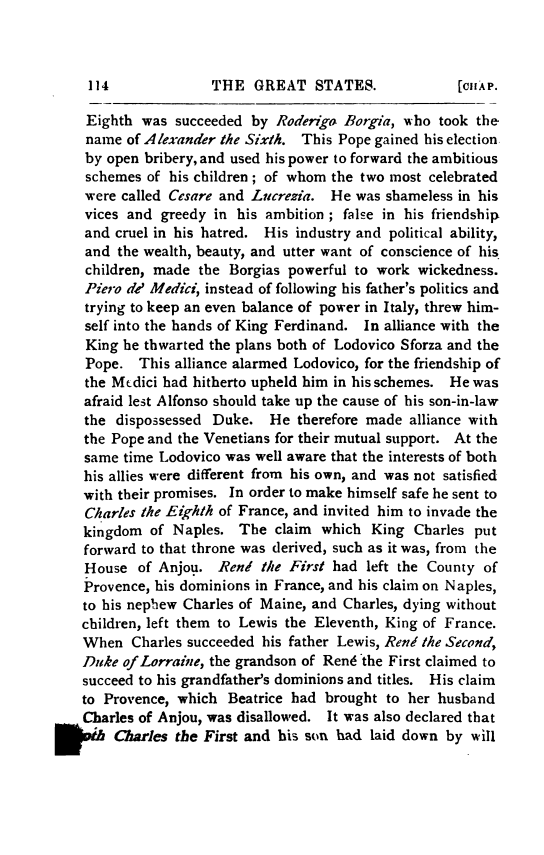 114 THE GREAT STATES. [CHAP.
Eighth was succeeded by Roderigo Borgia, who took the
name of Alexander the Sixth. This Pope gained his election
by open bribery, and used his power to forward the ambitious
schemes of his children ; of whom the two most celebrated
were called Cesare and Lucrezia. He was shameless in his
vices and greedy in his ambition ; false in his friendship
and cruel in his hatred. His industry and political ability,
and the wealth, beauty, and utter want of conscience of his
children, made the Borgias powerful to work wickedness.
Piero de' Medici, instead of following his father's politics and
trying to keep an even balance of power in Italy, threw him-
self into the hands of King Ferdinand. In alliance with the
King he thwarted the plans both of Lodovico Sforza and the
Pope. This alliance alarmed Lodovico, for the friendship of
the Medici had hitherto upheld him in his schemes. He was
afraid lest Alfonso should take up the cause of his son-in-law
the dispossessed Duke. He therefore made alliance with
the Pope and the Venetians for their mutual support. At the
same time Lodovico was well aware that the interests of both
his allies were different from his own, and was not satisfied
with their promises. In order to make himself safe he sent to
Charles the Eighth of France, and invited him to invade the
kingdom of Naples. The claim which King Charles put
forward to that throne was derived, such as it was, from the
House of Anjou. René the First had left the County of
Provence, his dominions in France, and his claim on Naples,
to his nephew Charles of Maine, and Charles, dying without
children, left them to Lewis the Eleventh, King of France.
When Charles succeeded his father Lewis, René the Second,
Duke of Lorraine, the grandson of René the First claimed to
succeed to his grandfather's dominions and titles. His claim
to Provence, which Beatrice had brought to her husband
Charles of Anjou, was disallowed. It was also declared that
Charles the First and his son had laid down by will